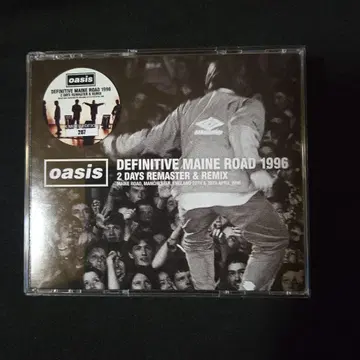 oasis
DEFINITIVE MAINE ROAD 1996
2 DAYS REMASTER & REMIX
287
oasis
DEFINITIVE MAINE ROAD 1996
2 DAYS REMASTER & REMIX
MAINE ROAD, MANCHESTER, ENGLAND 27TH & 28TH APRIL 1996